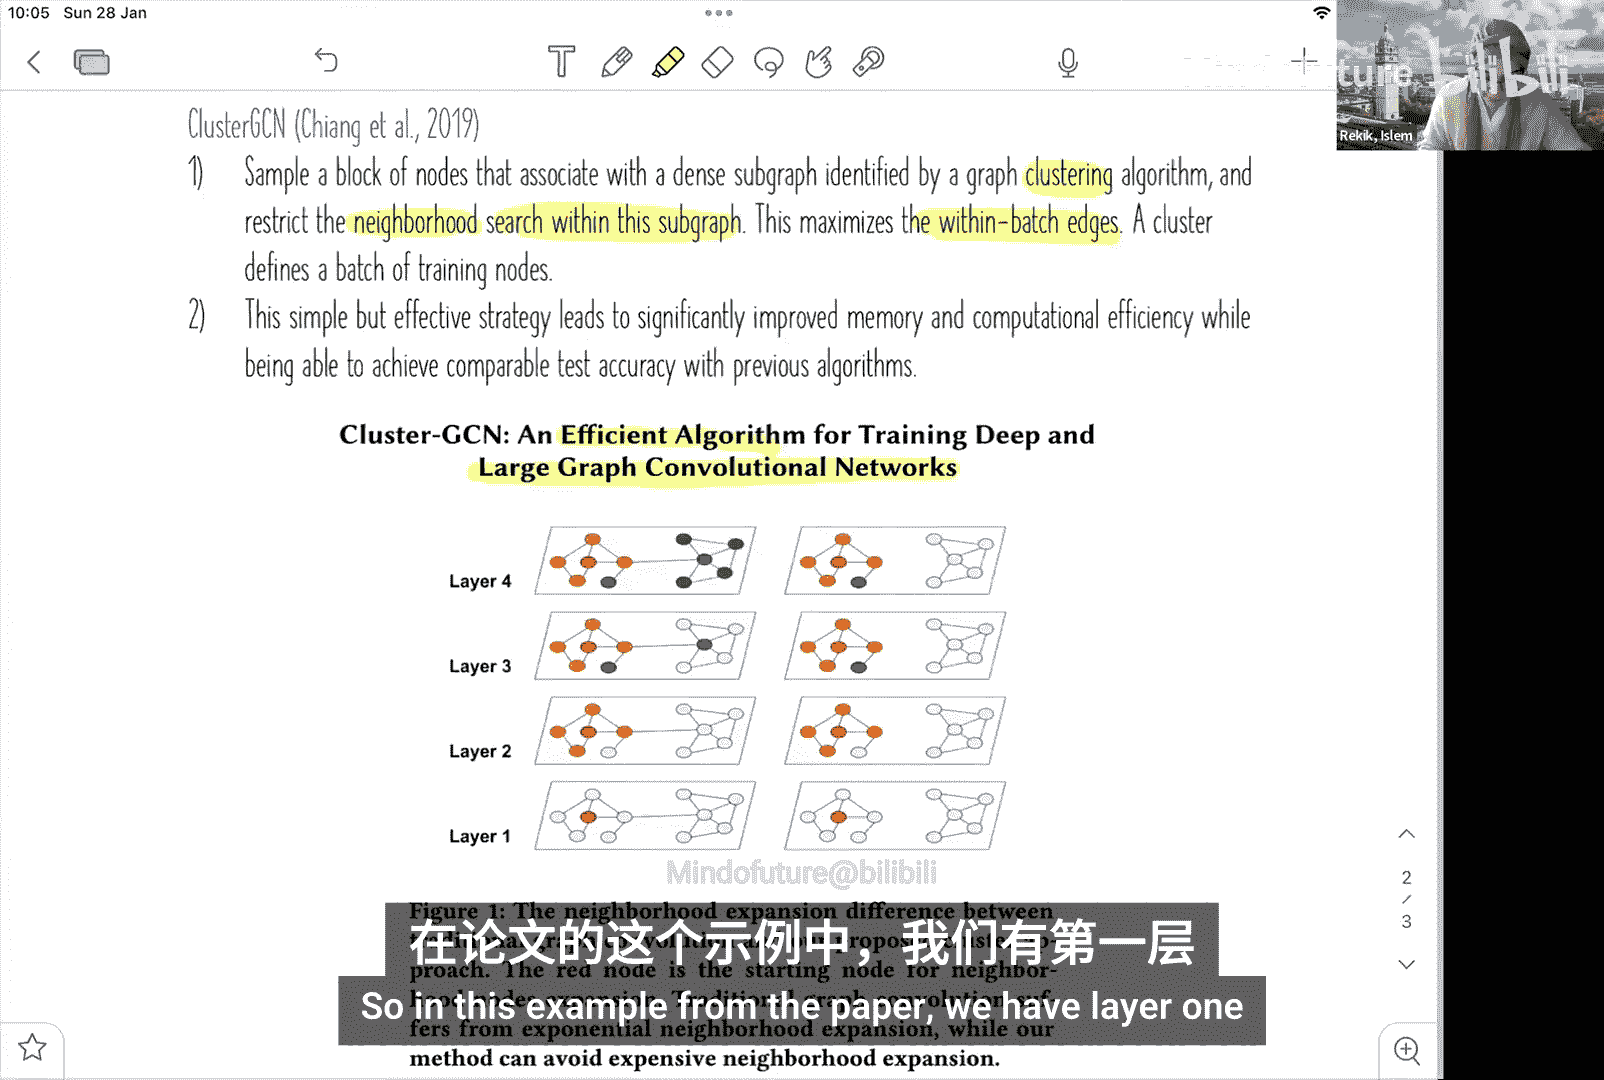 10:05 Sun 28 Jan
ture
bilibili
Rekik, Islem
ClusterGCN (Chiang et al., 2019)
1) Sample a block of nodes that associate with a dense subgraph identified by a graph clustering algorithm, and
restrict the neighborhood search within this subgraph. This maximizes the within-batch edges. A cluster
defines a batch of training nodes.
2) This simple but effective strategy leads to significantly improved memory and computational efficiency while
being able to achieve comparable test accuracy with previous algorithms.
Cluster-GCN: An Efficient Algorithm for Training Deep and
Large Graph Convolutional Networks
Layer 4
Layer 3
Layer 2
Layer 1
2
3
Mindofuture@bilibili
Figure 1: The neighborhood expansion difference between
proach. The red node is the starting node for neighbor-
fers from exponential neighborhood expansion, while our
method can avoid expensive neighborhood expansion.
在论文的这个示例中，我们有第一层
So in this example from the paper, we have layer one